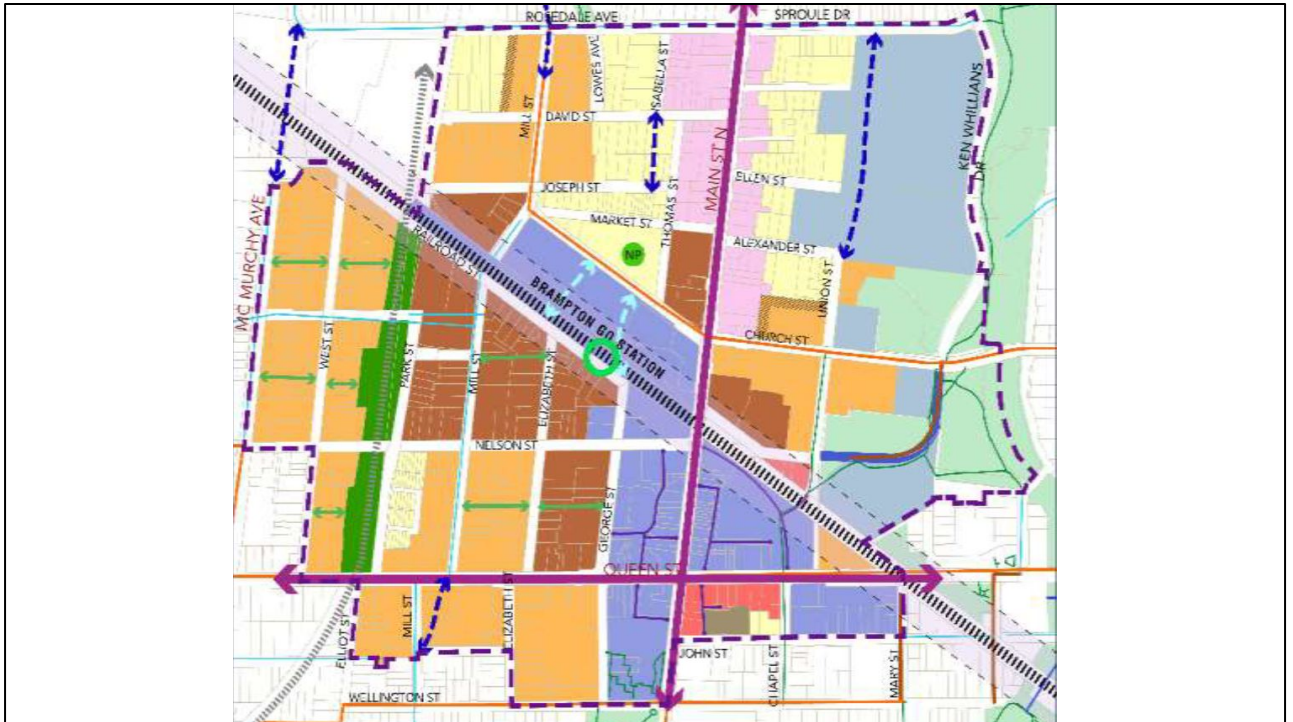 ROSEDALE AVE
SPROULE DR
MILL ST
LOWES AVE
ISABELLA ST
DAVID ST
MAIN ST N
KEN WHILLIANS
DR
JOSEPH ST
THOMAS ST
ELLEN ST
MARKET ST
ALEXANDER ST
MC MURCHY AVE
RAILROAD ST
NP
UNION ST
BRAMPTON GO STATION
WEST ST
PARK ST
MILL ST
ELIZABETH ST
CHURCH ST
NELSON ST
GEORGE ST
QUEEN ST
ELLIOT ST
MILL ST
ELIZABETH ST
JOHN ST
CHAPEL ST
MARY ST
WELLINGTON ST